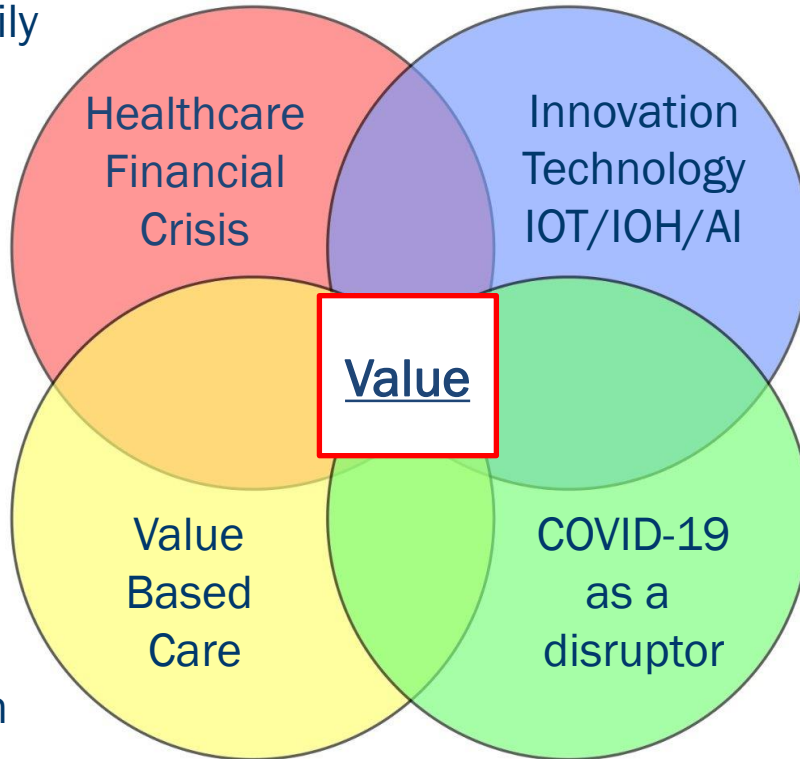 Healthcare
Financial
Crisis
Innovation
Technology
IOT/IOH/AI
Value
Value
Based
Care
COVID-19
as a
disruptor